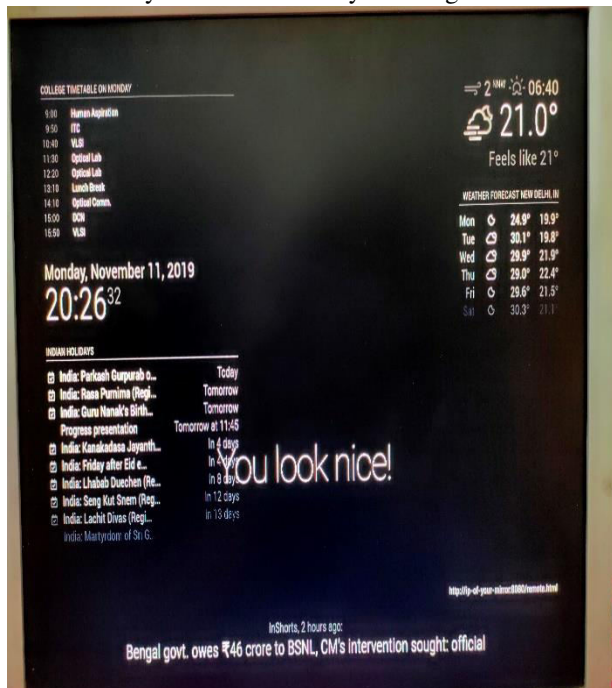 COLLEGE TIMETABLE ON MONDAY
9:00 Human Aspiration
9:50 ITC
10:40 VLSI
11:30 Optical Lab
12:20 Optical Lab
13:10 Lunch Break
14:10 Optical Comm.
15:00 DCN
15:50 VLSI
Monday, November 11, 2019
20:26 32
INDIAN HOLIDAYS
India: Parkash Gurpurab o... Today
India: Rasa Purnima (Regi... Tomorrow
India: Guru Nanak's Birth... Tomorrow
Progress presentation Tomorrow at 11:45
India: Kanakadasa Jayanth... In 4 days
India: Friday after Eid e... In 4 days
India: Lhabab Duechen (Re... In 8 days
India: Seng Kut Snem (Reg... In 12 days
India: Lachit Divas (Regi... In 13 days
India: Martyrdom of Sri G...
2 06:40
21.0°
Feels like 21°
WEATHER FORECAST NEW DELHI, IN
Mon 24.9° 19.9°
Tue 30.1° 19.8°
Wed 29.9° 21.9°
Thu 29.0° 22.4°
Fri 29.6° 21.5°
Sat 30.3° 21.1°
You look nice!
http://ip-of-your-mirror:8080/remote.html
InShorts, 2 hours ago:
Bengal govt. owes ₹46 crore to BSNL, CM's intervention sought: official